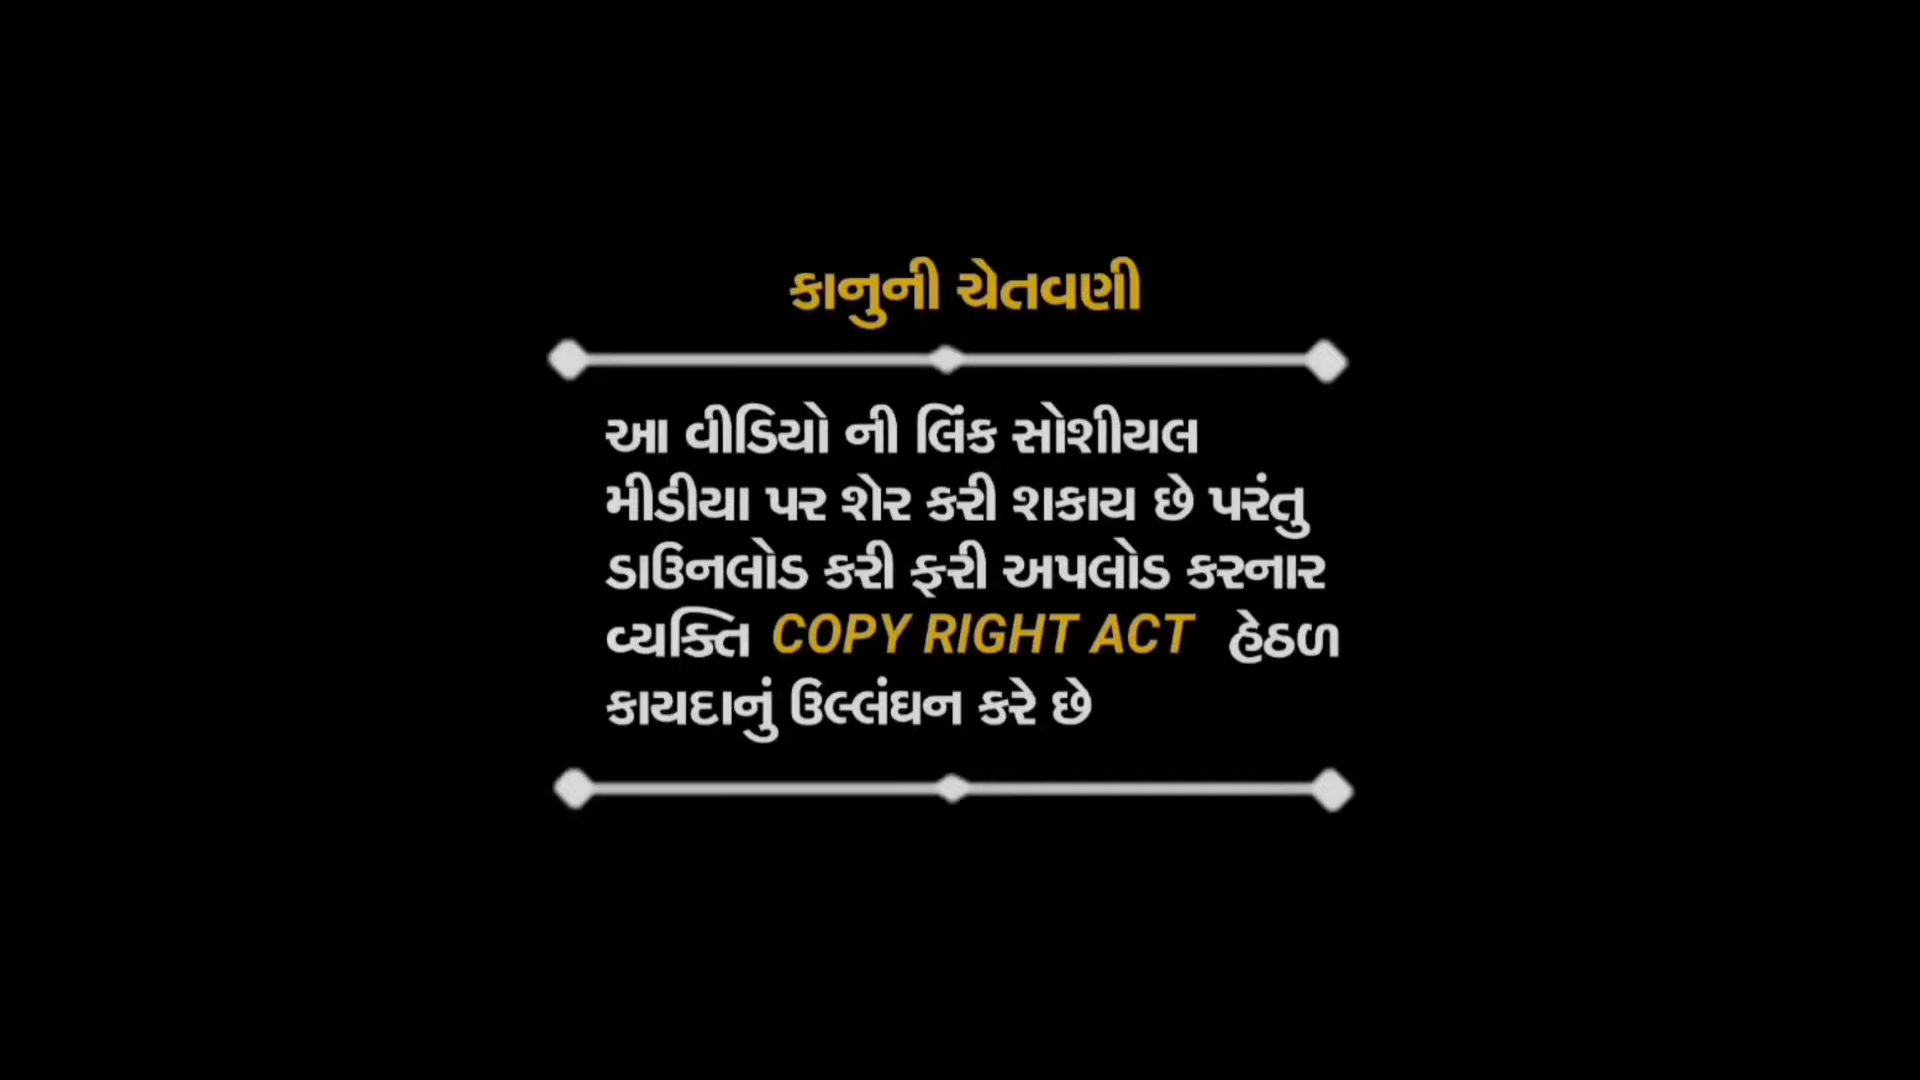 કાનુની ચેતવણી
આ વીડિયો ની લિંક સોશીયલ
મીડીયા પર શેર કરી શકાય છે પરંતુ
ડાઉનલોડ કરી ફરી અપલોડ કરનાર
વ્યક્તિ COPY RIGHT ACT હેઠળ
કાયદાનું ઉલ્લંઘન કરે છે